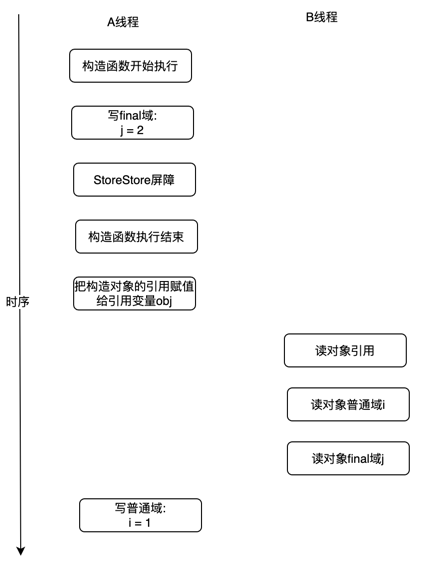 A线程
B线程
构造函数开始执行
写final域:
j = 2
StoreStore屏障
构造函数执行结束
把构造对象的引用赋值
给引用变量obj
时序
读对象引用
读对象普通域i
读对象final域j
写普通域:
i = 1